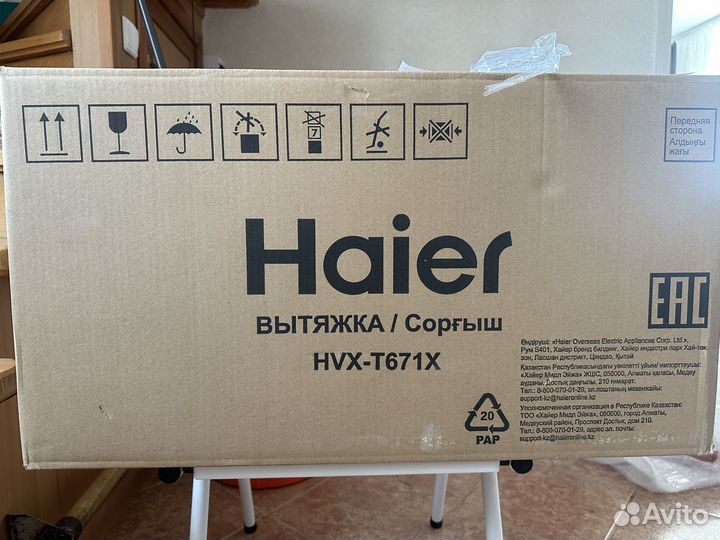 7
Передняя
сторона
Алдыңғы
жағы
Haier
ВЫТЯЖКА / Сорғыш
HVX-T671X
EAC
20
PAP
Өндіруші: «Haier Overseas Electric Appliances Corp. Ltd.»,
Рум S401, Хайер бренд билдинг, Хайер индастри парк Хай-тек
зон, Лаошан дистрикт, Циндао, Қытай
Қазақстан Республикасындағы уәкілетті ұйым/ импорттаушы:
«Хайер Мидл Эйжа» ЖШС, 050000, Алматы қаласы, Медеу
ауданы, Достық даңғылы, 210 ғимарат.
Тел.: 8-800-070-01-29, эл.поштаның мекенжайы:
support-kz@haieronline.kz
Уполномоченная организация в Республике Казахстан:
ТОО «Хайер Мидл Эйжа», 050000, город Алматы,
Медеуский район, Проспект Достык, дом 210.
Тел.: 8-800-070-01-29, адрес эл. почты:
support-kz@haieronline.kz
Avito